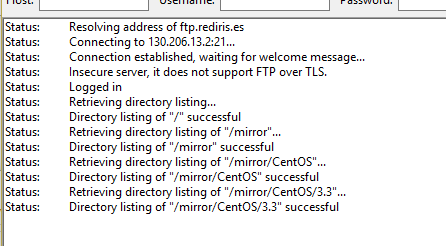 Host: Username: Password:
Status: Resolving address of ftp.rediris.es
Status: Connecting to 130.206.13.2:21...
Status: Connection established, waiting for welcome message...
Status: Insecure server, it does not support FTP over TLS.
Status: Logged in
Status: Retrieving directory listing...
Status: Directory listing of "/" successful
Status: Retrieving directory listing of "/mirror"...
Status: Directory listing of "/mirror" successful
Status: Retrieving directory listing of "/mirror/CentOS"...
Status: Directory listing of "/mirror/CentOS" successful
Status: Retrieving directory listing of "/mirror/CentOS/3.3"...
Status: Directory listing of "/mirror/CentOS/3.3" successful